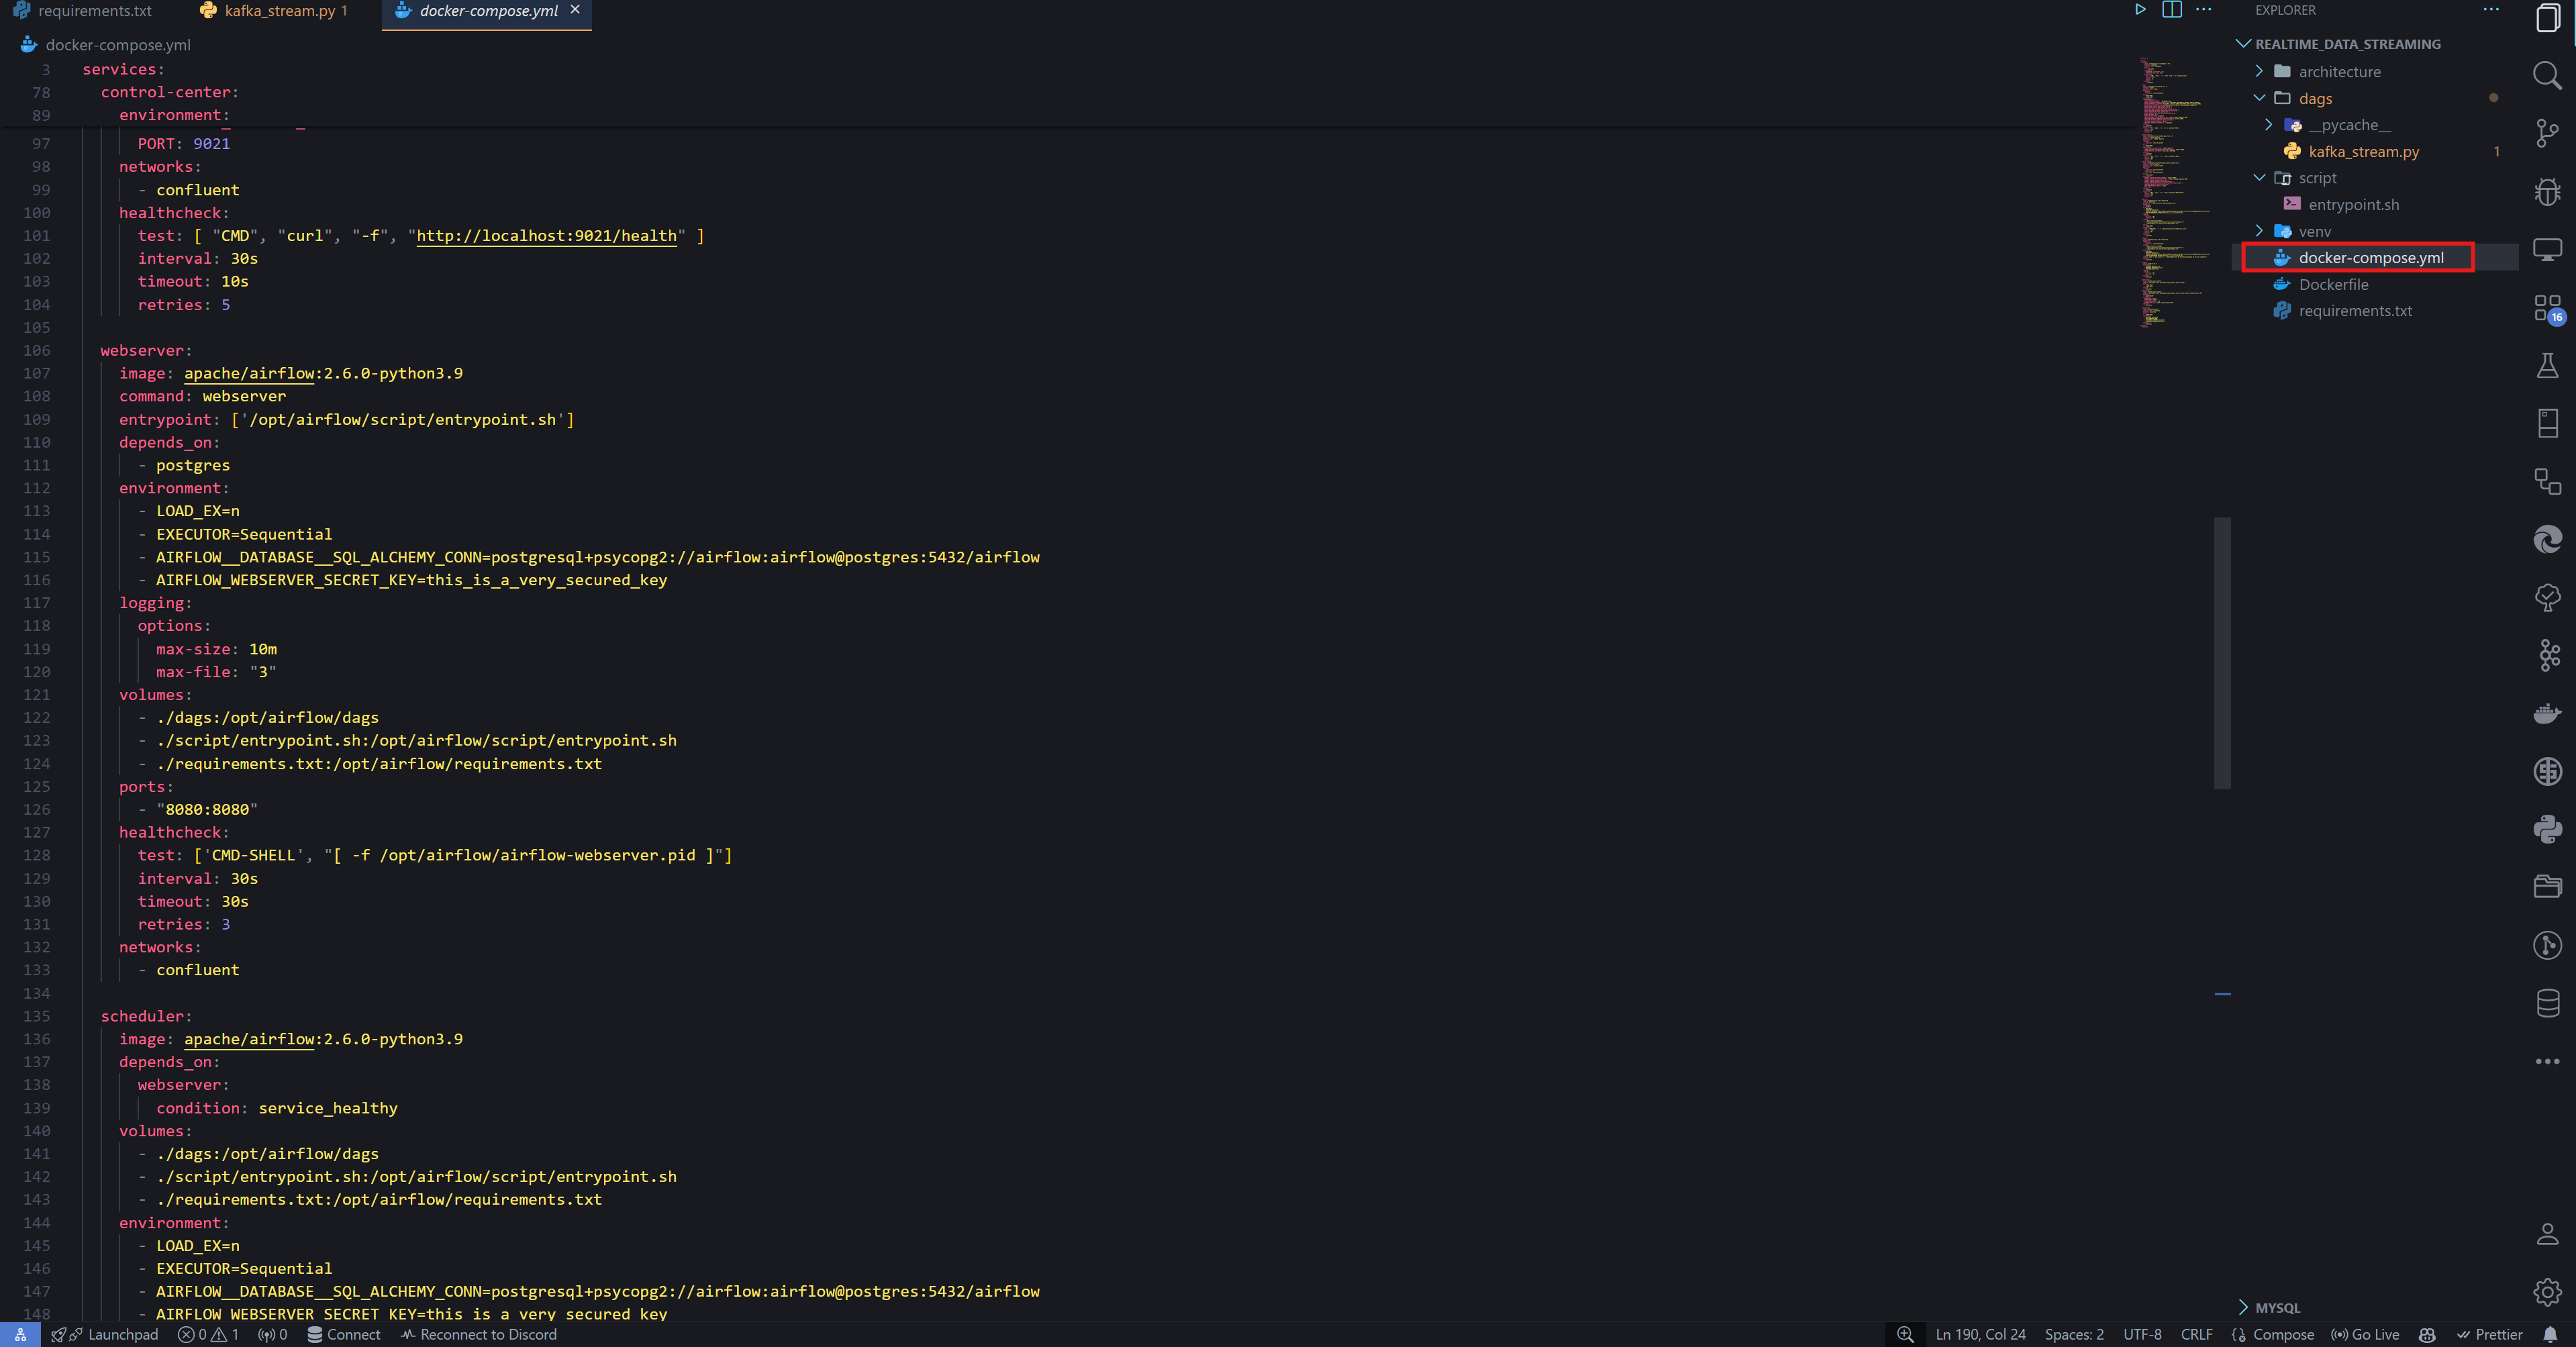 requirements.txt
kafka_stream.py 1
docker-compose.yml
docker-compose.yml
3 services:
78 control-center:
89 environment:
97 PORT: 9021
98 networks:
99 - confluent
100 healthcheck:
101 test: [ "CMD", "curl", "-f", "http://localhost:9021/health" ]
102 interval: 30s
103 timeout: 10s
104 retries: 5
105
106 webserver:
107 image: apache/airflow:2.6.0-python3.9
108 command: webserver
109 entrypoint: ['/opt/airflow/script/entrypoint.sh']
110 depends_on:
111 - postgres
112 environment:
113 - LOAD_EX=n
114 - EXECUTOR=Sequential
115 - AIRFLOW__DATABASE__SQL_ALCHEMY_CONN=postgresql+psycopg2://airflow:airflow@postgres:5432/airflow
116 - AIRFLOW_WEBSERVER_SECRET_KEY=this_is_a_very_secured_key
117 logging:
118 options:
119 max-size: 10m
120 max-file: "3"
121 volumes:
122 - ./dags:/opt/airflow/dags
123 - ./script/entrypoint.sh:/opt/airflow/script/entrypoint.sh
124 - ./requirements.txt:/opt/airflow/requirements.txt
125 ports:
126 - "8080:8080"
127 healthcheck:
128 test: ['CMD-SHELL', "[ -f /opt/airflow/airflow-webserver.pid ]"]
129 interval: 30s
130 timeout: 30s
131 retries: 3
132 networks:
133 - confluent
134
135 scheduler:
136 image: apache/airflow:2.6.0-python3.9
137 depends_on:
138 webserver:
139 condition: service_healthy
140 volumes:
141 - ./dags:/opt/airflow/dags
142 - ./script/entrypoint.sh:/opt/airflow/script/entrypoint.sh
143 - ./requirements.txt:/opt/airflow/requirements.txt
144 environment:
145 - LOAD_EX=n
146 - EXECUTOR=Sequential
147 - AIRFLOW__DATABASE__SQL_ALCHEMY_CONN=postgresql+psycopg2://airflow:airflow@postgres:5432/airflow
148 - AIRFLOW_WEBSERVER_SECRET_KEY=this_is_a_very_secured_key
EXPLORER
REALTIME_DATA_STREAMING
architecture
dags
__pycache__
kafka_stream.py 1
script
entrypoint.sh
venv
docker-compose.yml
Dockerfile
requirements.txt
MYSQL
16
Launchpad 0 1 0 Connect Reconnect to Discord Ln 190, Col 24 Spaces: 2 UTF-8 CRLF Compose Go Live Prettier